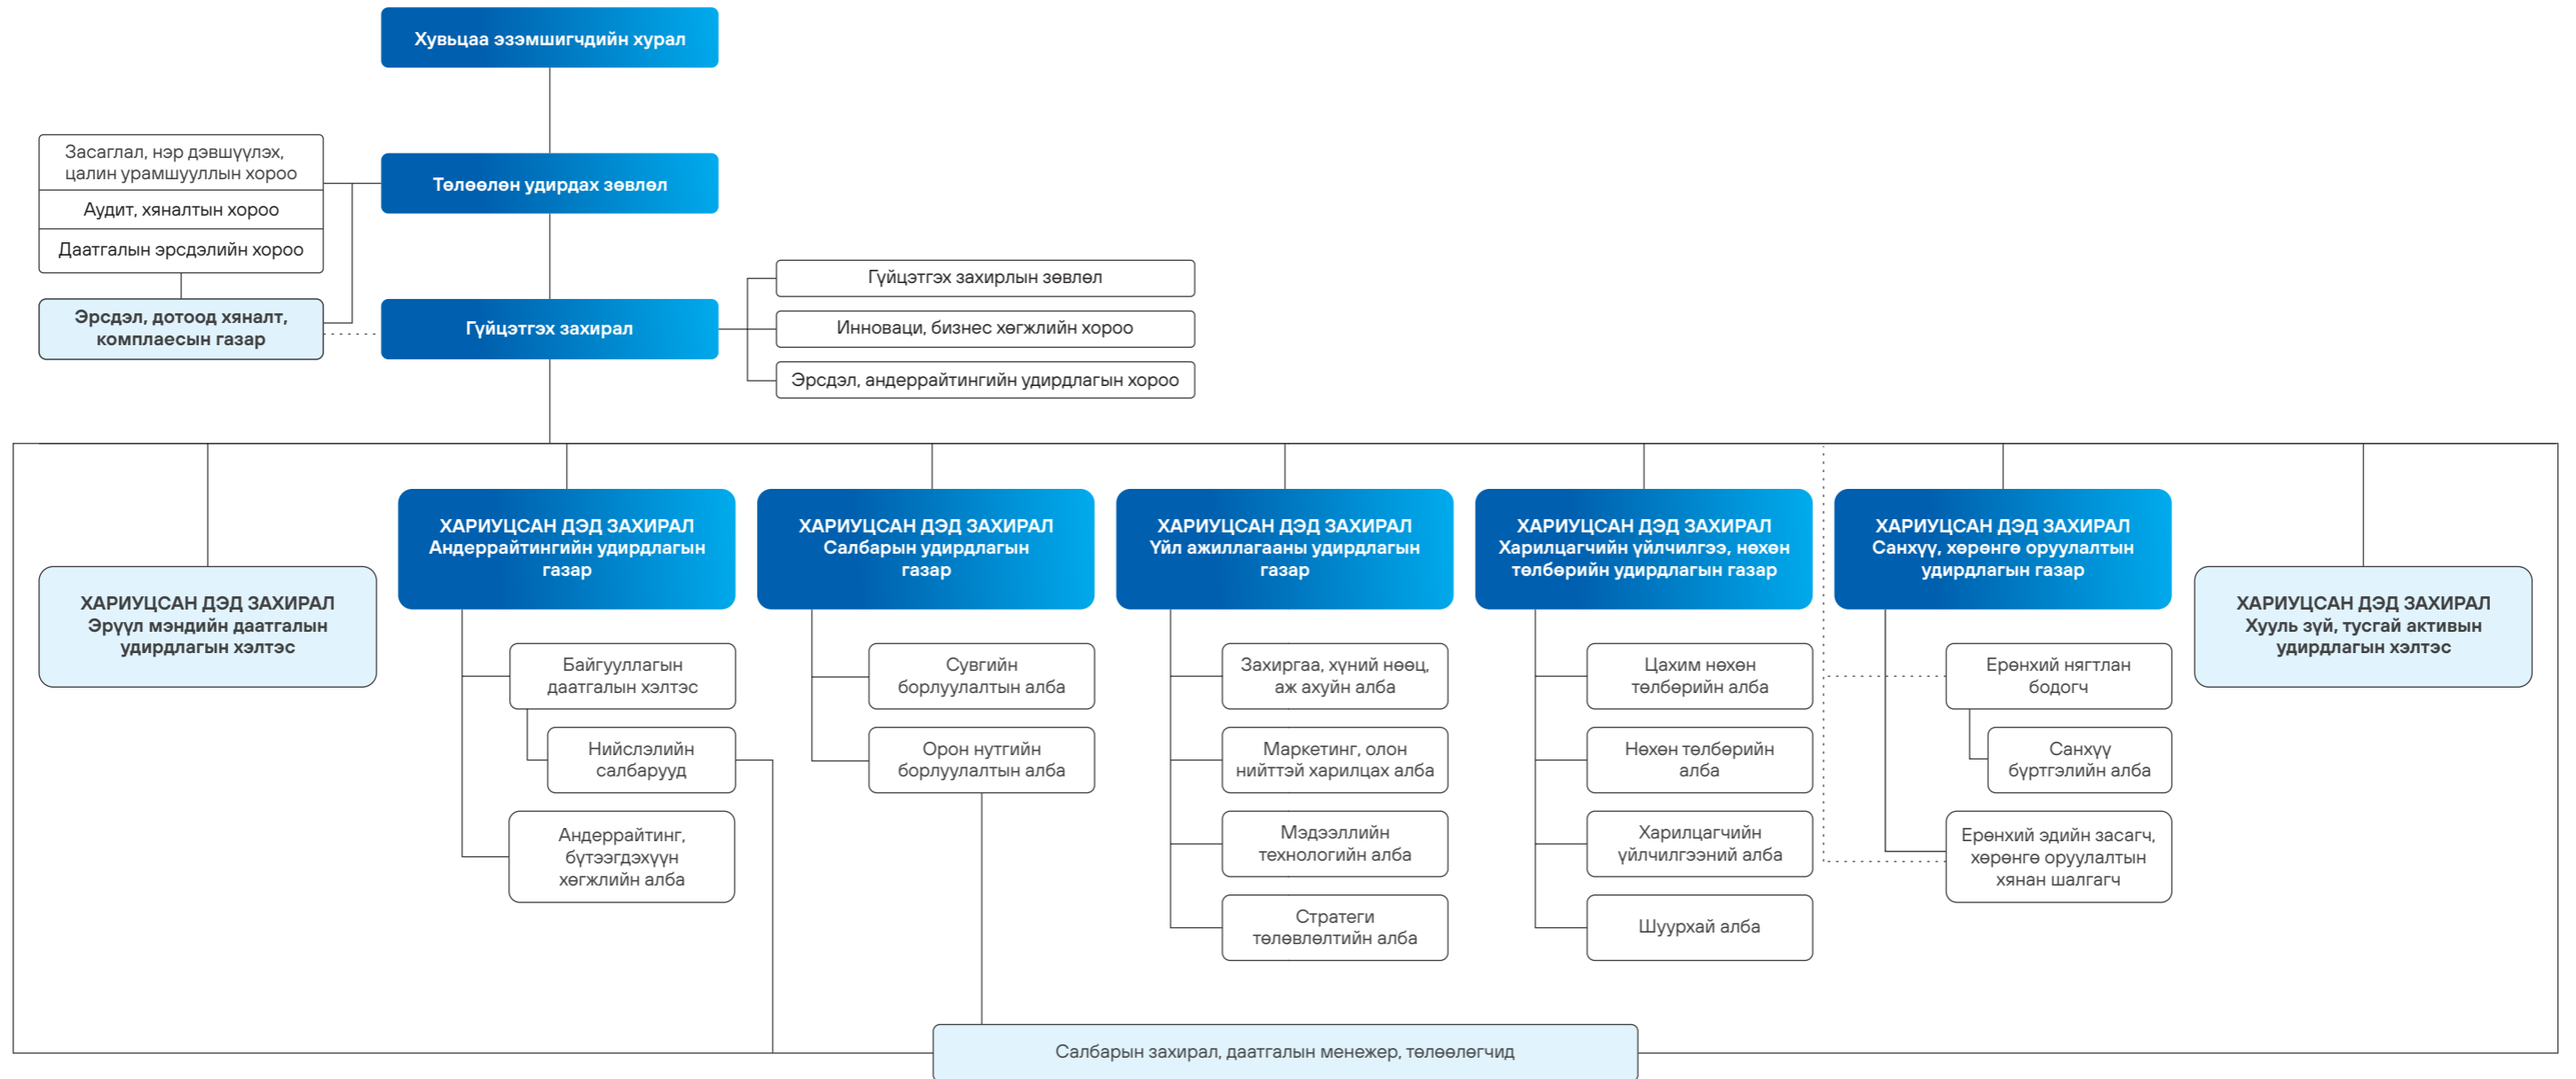 Хувьцаа эзэмшигчдийн хурал
Засаглал, нэр дэвшүүлэх,
цалин урамшууллын хороо
Аудит, хяналтын хороо
Даатгалын эрсдэлийн хороо
Төлөөлөн удирдах зөвлөл
Эрсдэл, дотоод хяналт,
комплаесын газар
Гүйцэтгэх захирал
Гүйцэтгэх захирлын зөвлөл
Инноваци, бизнес хөгжлийн хороо
Эрсдэл, андеррайтингийн удирдлагын хороо
ХАРИУЦСАН ДЭД ЗАХИРАЛ
Эрүүл мэндийн даатгалын
удирдлагын хэлтэс
ХАРИУЦСАН ДЭД ЗАХИРАЛ
Андеррайтингийн удирдлагын
газар
Байгууллагын
даатгалын хэлтэс
Нийслэлийн
салбарууд
Андеррайтинг,
бүтээгдэхүүн
хөгжлийн алба
ХАРИУЦСАН ДЭД ЗАХИРАЛ
Салбарын удирдлагын
газар
Сувгийн
борлуулалтын алба
Орон нутгийн
борлуулалтын алба
ХАРИУЦСАН ДЭД ЗАХИРАЛ
Үйл ажиллагааны удирдлагын
газар
Захиргаа, хүний нөөц,
аж ахуйн алба
Маркетинг, олон
нийттэй харилцах алба
Мэдээллийн
технологийн алба
Стратеги
төлөвлөлтийн алба
ХАРИУЦСАН ДЭД ЗАХИРАЛ
Харилцагчийн үйлчилгээ, нөхөн
төлбөрийн удирдлагын газар
Цахим нөхөн
төлбөрийн алба
Нөхөн төлбөрийн
алба
Харилцагчийн
үйлчилгээний алба
Шуурхай алба
ХАРИУЦСАН ДЭД ЗАХИРАЛ
Санхүү, хөрөнгө оруулалтын
удирдлагын газар
Ерөнхий нягтлан
бодогч
Санхүү
бүртгэлийн алба
Ерөнхий эдийн засагч,
хөрөнгө оруулалтын
хянан шалгагч
ХАРИУЦСАН ДЭД ЗАХИРАЛ
Хууль зүй, тусгай активын
удирдлагын хэлтэс
Салбарын захирал, даатгалын менежер, төлөөлөгчид